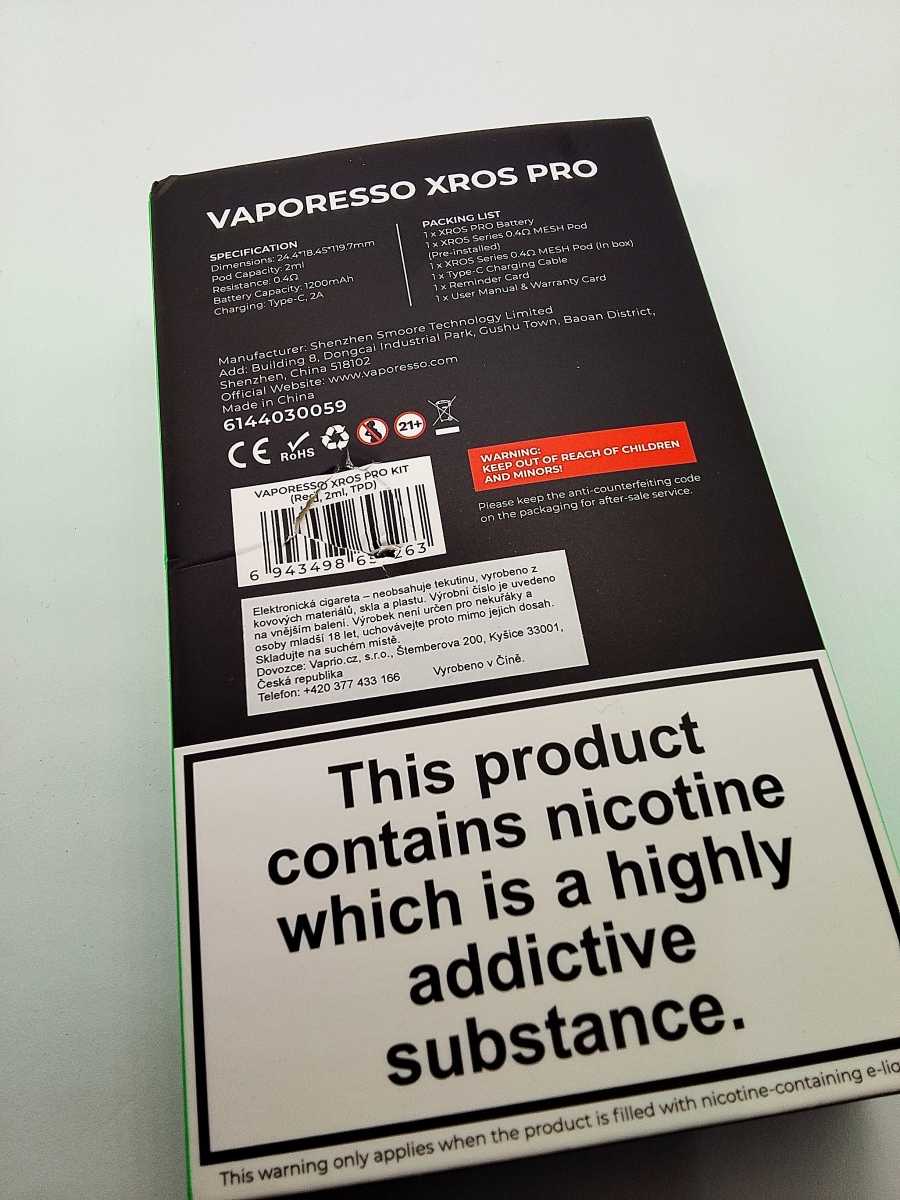 VAPORESSO XROS PRO
SPECIFICATION
Dimensions: 24.4*18.45*119.7mm
Pod Capacity: 2ml
Resistance: 0.4Ω
Battery Capacity: 1200mAh
Charging: Type-C, 2A
PACKING LIST
1 x XROS PRO Battery
1 x XROS Series 0.4Ω MESH Pod
(Pre-installed)
1 x XROS Series 0.4Ω MESH Pod (In box)
1 x Type-C Charging Cable
1 x Reminder Card
1 x User Manual & Warranty Card
Manufacturer: Shenzhen Smoore Technology Limited
Add: Building 8, Dongcai Industrial Park, Gushu Town, Baoan District,
Shenzhen, China 518102
Official Website: www.vaporesso.com
Made in China
6144030059
CE RoHS 21+
WARNING:
KEEP OUT OF REACH OF CHILDREN
AND MINORS!
Please keep the anti-counterfeiting code
on the packaging for after-sale service.
VAPORESSO XROS PRO KIT
(Red, 2ml, TPD)
6 943498 6 263
Elektronická cigareta – neobsahuje tekutinu, vyrobeno z
kovových materiálů, skla a plastu. Výrobní číslo je uvedeno
na vnějším balení. Výrobek není určen pro nekuřáky a
osoby mladší 18 let, uchovávejte proto mimo jejich dosah.
Skladujte na suchém místě.
Dovozce: Vaprio.cz, s.r.o., Štemberova 200, Kyšice 33001,
Česká republika
Telefon: +420 377 433 166 Vyrobeno v Číně.
This product
contains nicotine
which is a highly
addictive
substance.
This warning only applies when the product is filled with nicotine-containing